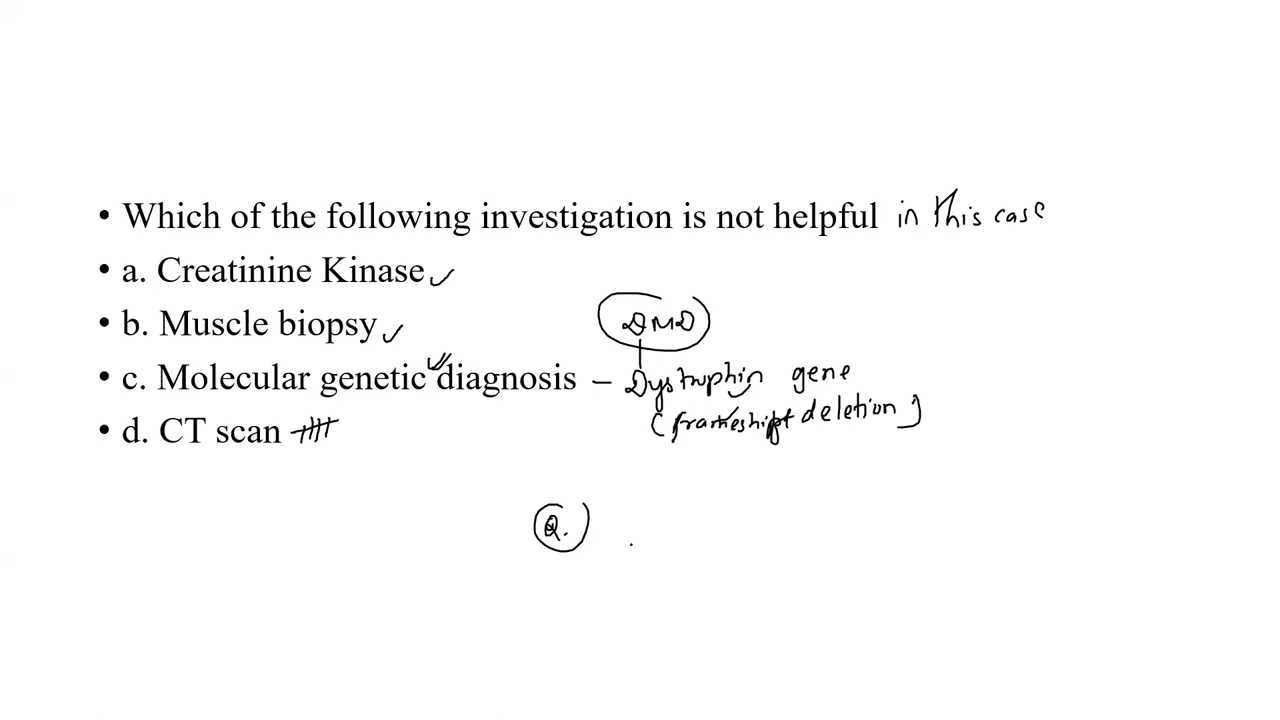 • Which of the following investigation is not helpful in this case
• a. Creatinine Kinase
• b. Muscle biopsy
DMD
• c. Molecular genetic diagnosis – Dystrophin gene
(frameshift deletion)
• d. CT scan
Q.